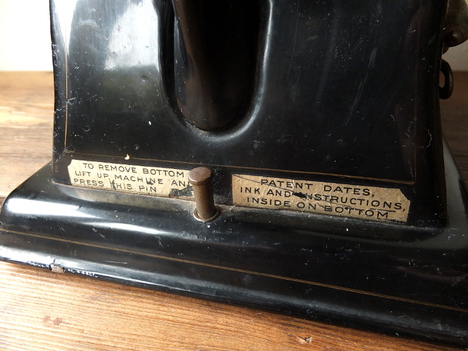 TO REMOVE BOTTOM
LIFT UP MACHINE AND
PRESS THIS PIN
PATENT DATES,
INK AND INSTRUCTIONS,
INSIDE ON BOTTOM